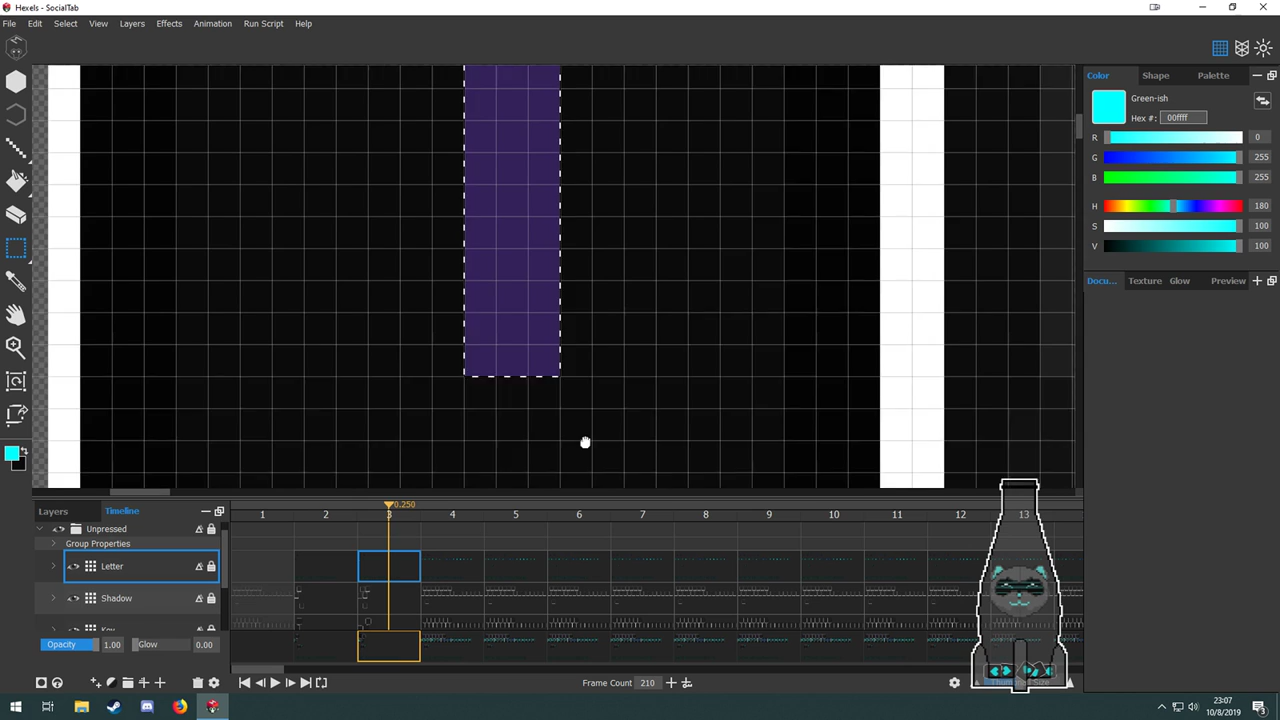 Hexels - SocialTab
File Edit Select View Layers Effects Animation Run Script Help
Color Shape Palette
Green-ish
Hex #: 00ffff
R 0
G 255
B 255
H 180
S 100
V 100
Docu... Texture Glow Preview
Layers Timeline
0.250
1 2 3 4 5 6 7 8 9 10 11 12 13
Unpressed
Group Properties
Letter
Shadow
Opacity 1.00 Glow 0.00
Frame Count 210
Size
23:07
10/8/2019
3